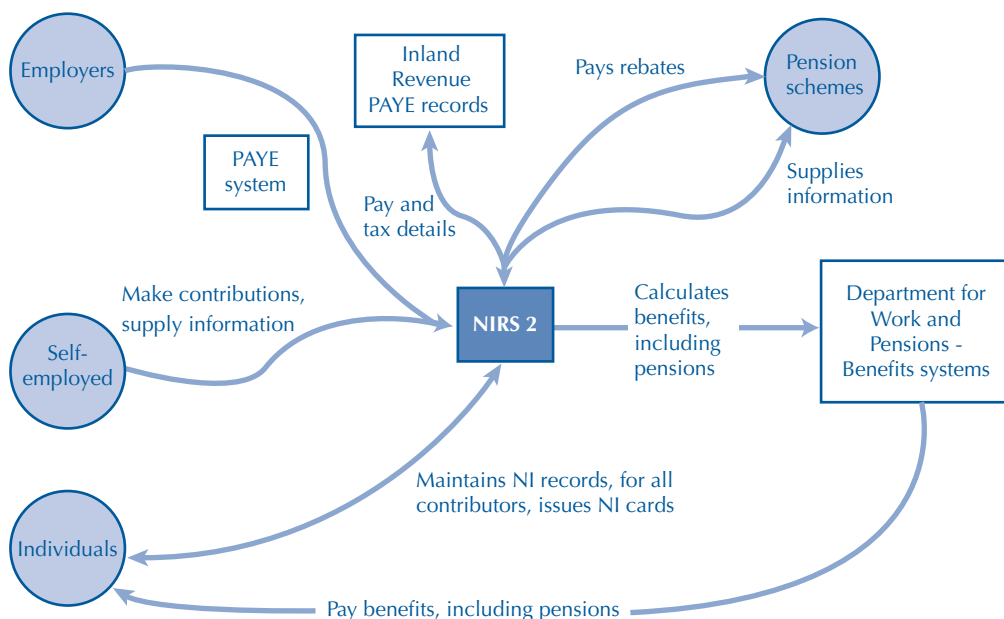 Employers
Inland
Revenue
PAYE records
Pays rebates
Pension
schemes
PAYE
system
Pay and
tax details
Supplies
information
Make contributions,
supply information
NIRS 2
Calculates
benefits,
including
pensions
Department for
Work and
Pensions -
Benefits systems
Self-
employed
Maintains NI records, for all
contributors, issues NI cards
Individuals
Pay benefits, including pensions